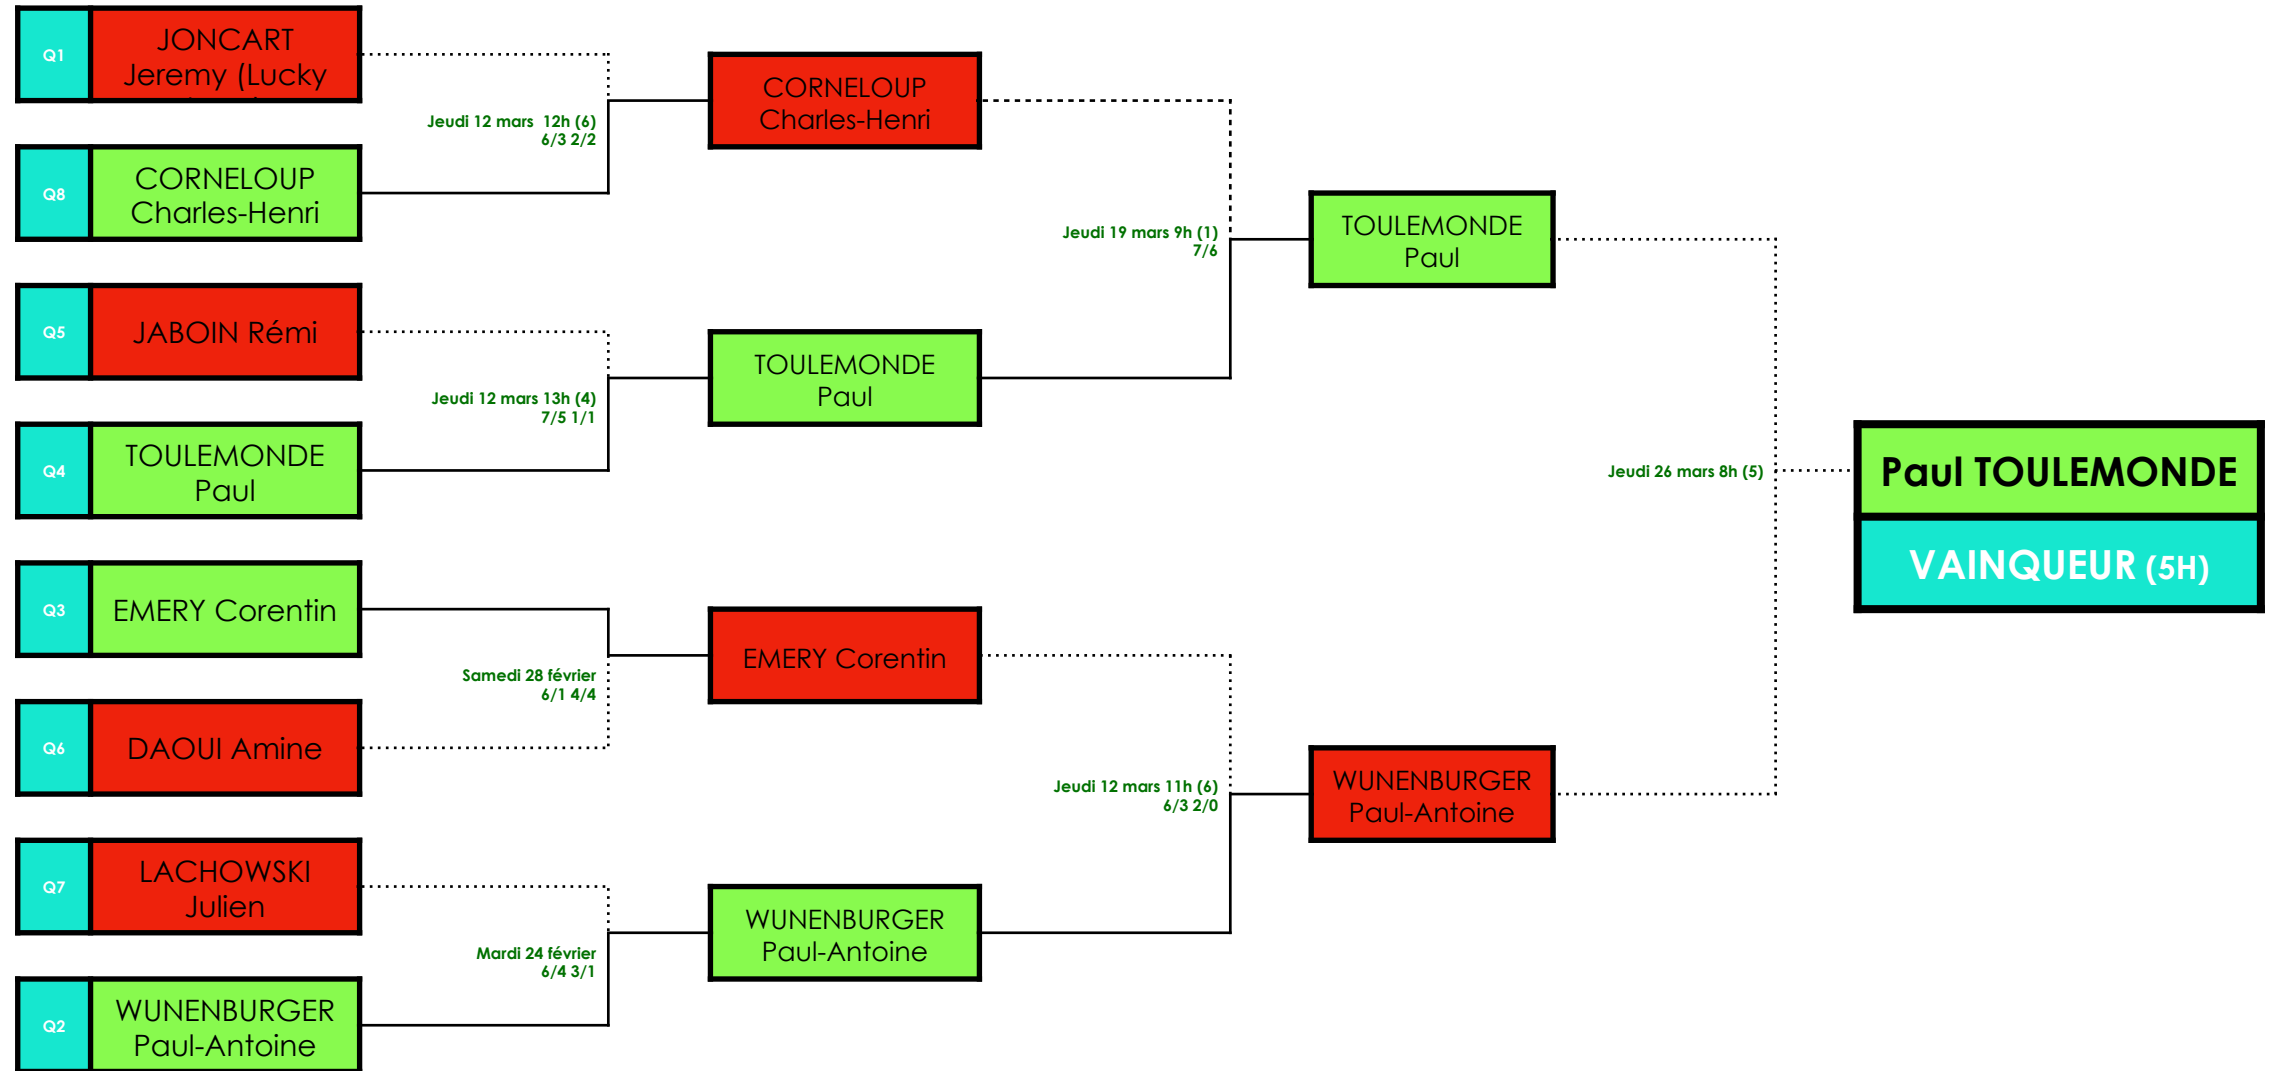 Q1
JONCART
Jeremy (Lucky
Jeudi 12 mars  12h (6)
6/3 2/2
Q8
CORNELOUP
Charles-Henri
CORNELOUP
Charles-Henri
Q5
JABOIN Rémi
Jeudi 12 mars 13h (4)
7/5 1/1
Q4
TOULEMONDE
Paul
TOULEMONDE
Paul
Jeudi 19 mars 9h (1)
7/6
TOULEMONDE
Paul
Q3
EMERY Corentin
Samedi 28 février
6/1 4/4
Q6
DAOUI Amine
EMERY Corentin
Q7
LACHOWSKI
Julien
Mardi 24 février
6/4 3/1
Q2
WUNENBURGER
Paul-Antoine
WUNENBURGER
Paul-Antoine
Jeudi 12 mars 11h (6)
6/3 2/0
WUNENBURGER
Paul-Antoine
Jeudi 26 mars 8h (5)
Paul TOULEMONDE
VAINQUEUR (5H)